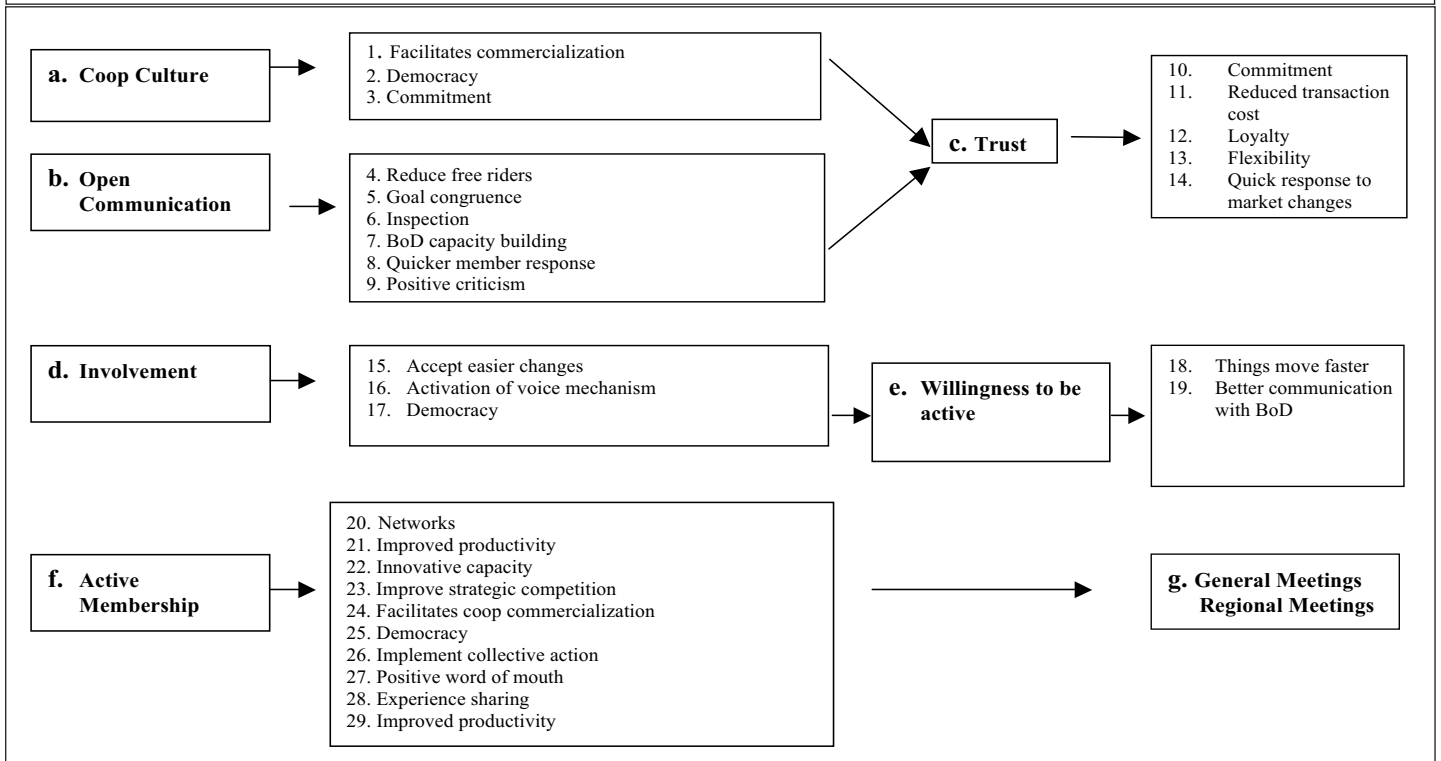 a. Coop Culture
1. Facilitates commercialization
2. Democracy
3. Commitment
b. Open
Communication
4. Reduce free riders
5. Goal congruence
6. Inspection
7. BoD capacity building
8. Quicker member response
9. Positive criticism
c. Trust
10. Commitment
11. Reduced transaction
cost
12. Loyalty
13. Flexibility
14. Quick response to
market changes
d. Involvement
15. Accept easier changes
16. Activation of voice mechanism
17. Democracy
e. Willingness to be
active
18. Things move faster
19. Better communication
with BoD
f. Active
Membership
20. Networks
21. Improved productivity
22. Innovative capacity
23. Improve strategic competition
24. Facilitates coop commercialization
25. Democracy
26. Implement collective action
27. Positive word of mouth
28. Experience sharing
29. Improved productivity
g. General Meetings
Regional Meetings